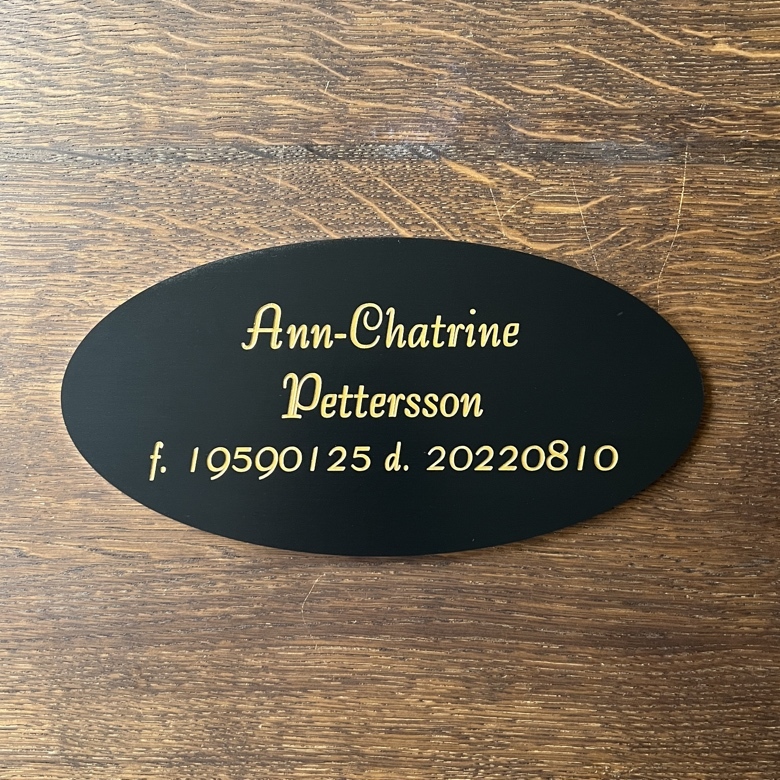 Ann-Chatrine
Pettersson
f. 19590125 d. 20220810